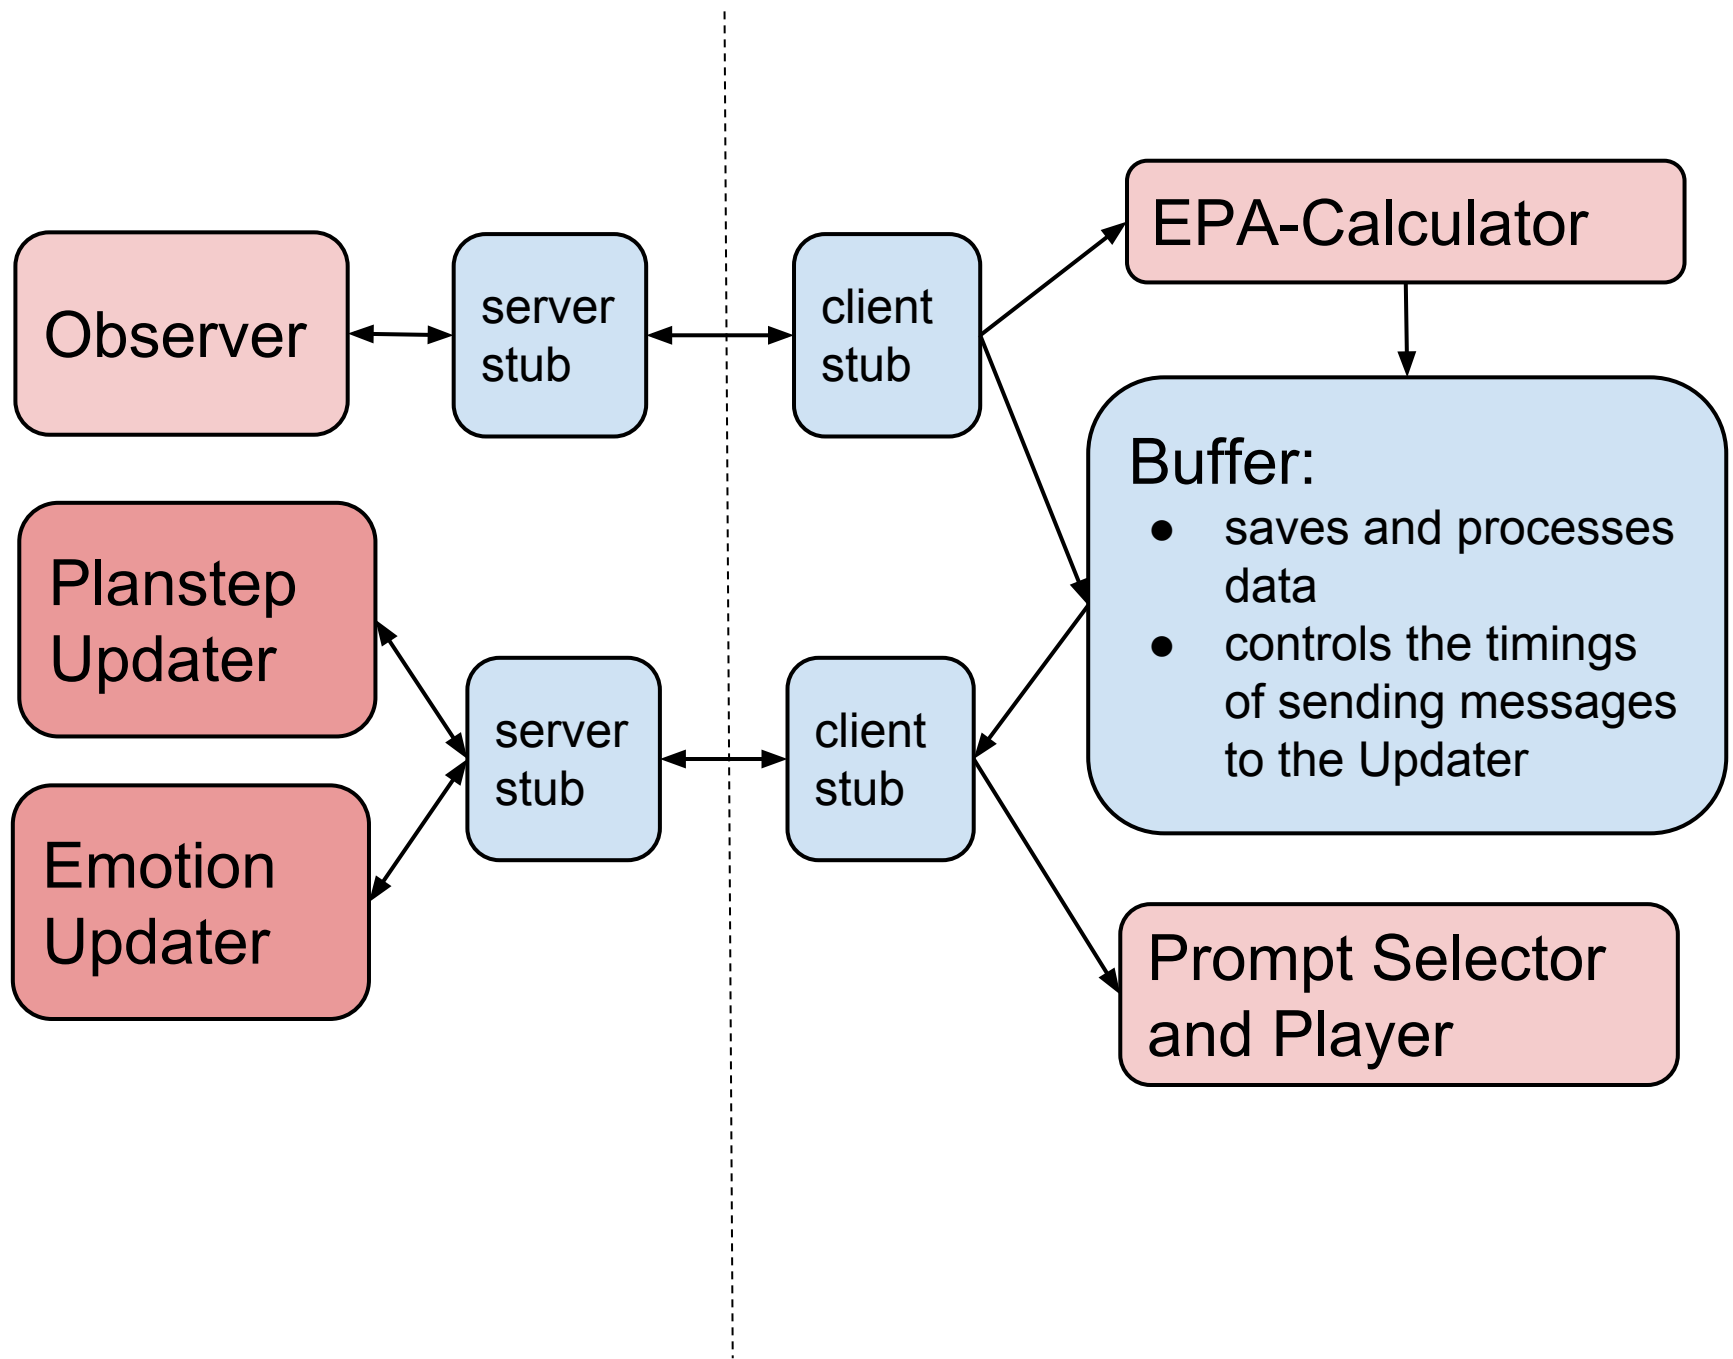 EPA-Calculator
Observer
server
stub
client
stub
Buffer:
● saves and processes
data
● controls the timings
of sending messages
to the Updater
Planstep
Updater
server
stub
client
stub
Emotion
Updater
Prompt Selector
and Player